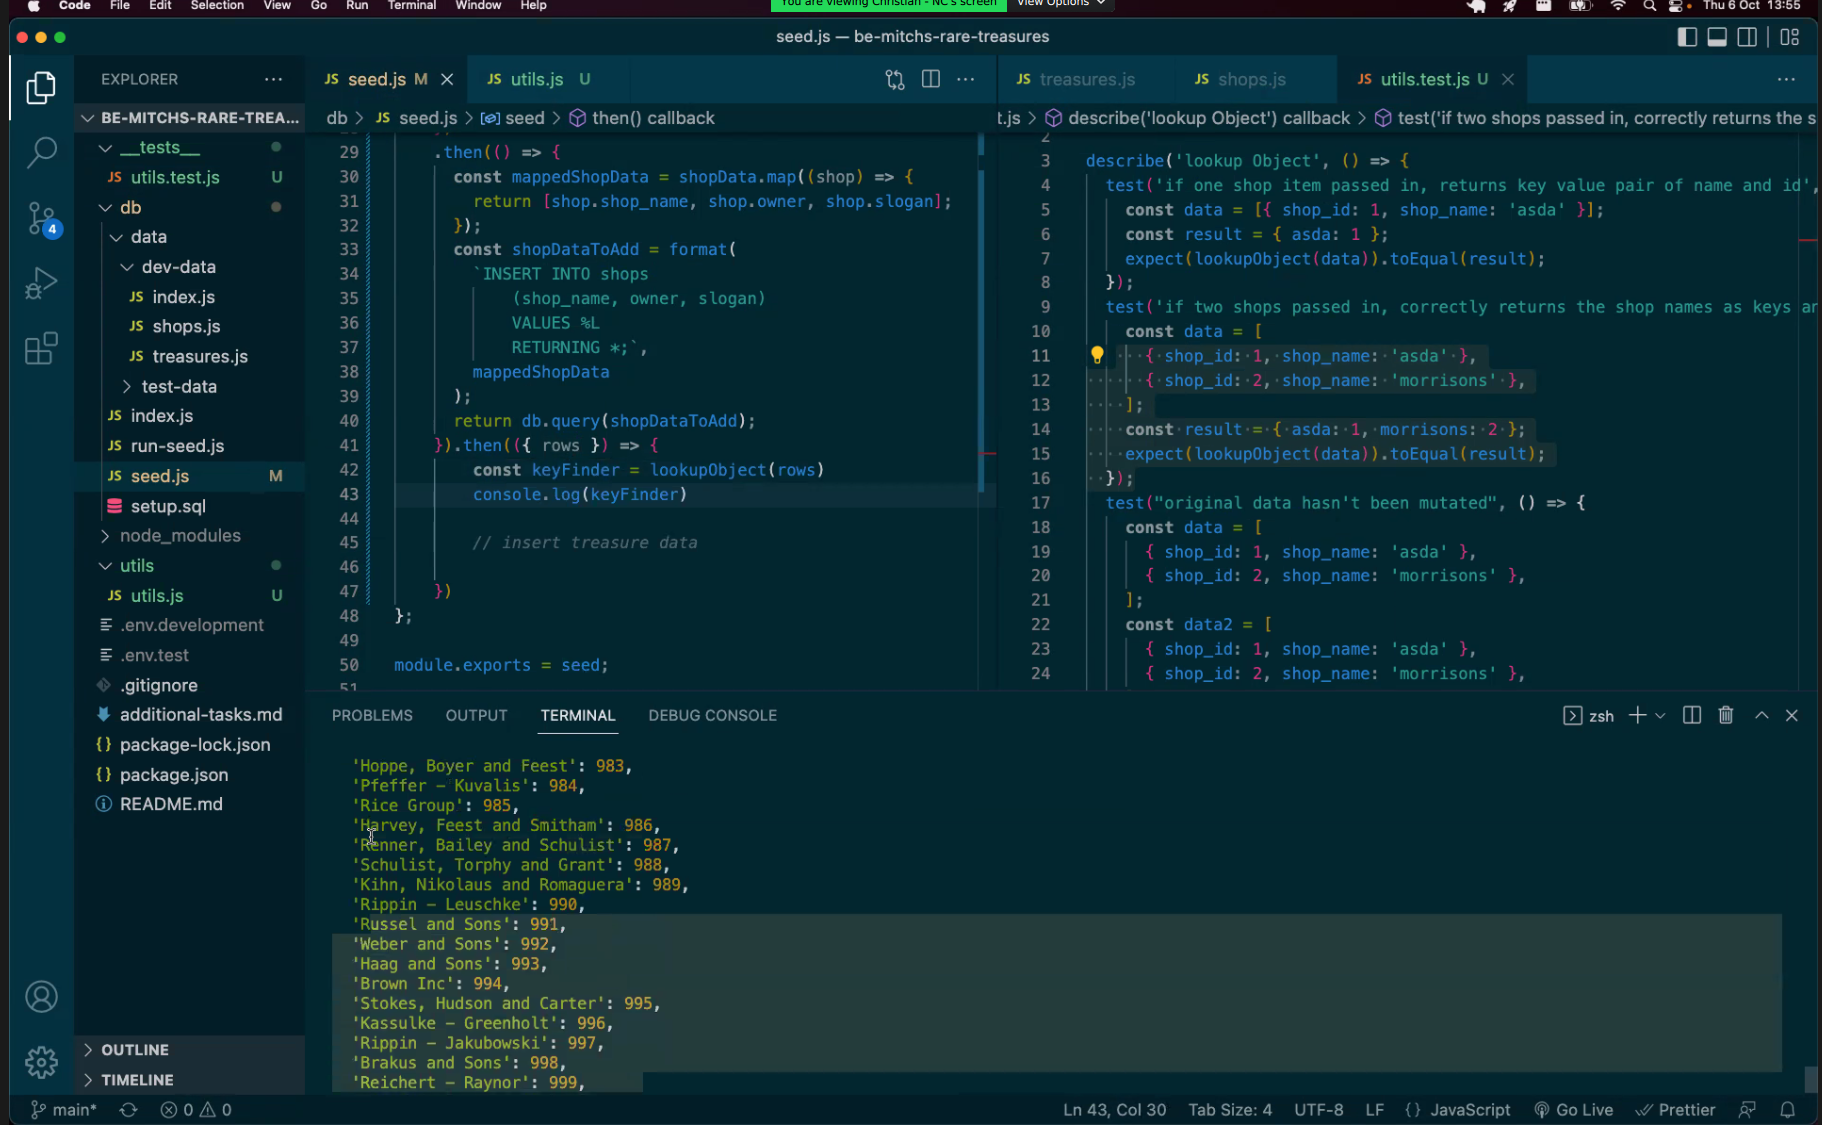 Code File Edit Selection View Go Run Terminal Window Help
You are viewing Christian - NC's screen View Options
Thu 6 Oct 13:55
seed.js — be-mitchs-rare-treasures
EXPLORER
BE-MITCHS-RARE-TREA...
__tests__
JS utils.test.js U
db
data
dev-data
JS index.js
JS shops.js
JS treasures.js
test-data
JS index.js
JS run-seed.js
JS seed.js M
setup.sql
node_modules
utils
JS utils.js U
.env.development
.env.test
.gitignore
additional-tasks.md
{} package-lock.json
{} package.json
README.md
OUTLINE
TIMELINE
4
JS seed.js M
JS utils.js U
db > JS seed.js > seed > then() callback
29 .then(() => {
30 const mappedShopData = shopData.map((shop) => {
31 return [shop.shop_name, shop.owner, shop.slogan];
32 });
33 const shopDataToAdd = format(
34 `INSERT INTO shops
35 (shop_name, owner, slogan)
36 VALUES %L
37 RETURNING *;`,
38 mappedShopData
39 );
40 return db.query(shopDataToAdd);
41 }).then(({ rows }) => {
42 const keyFinder = lookupObject(rows)
43 console.log(keyFinder)
44
45 // insert treasure data
46
47 })
48 };
49
50 module.exports = seed;
51
JS treasures.js
JS shops.js
JS utils.test.js U
t.js > describe('lookup Object') callback > test('if two shops passed in, correctly returns the s
2
3 describe('lookup Object', () => {
4 test('if one shop item passed in, returns key value pair of name and id',
5 const data = [{ shop_id: 1, shop_name: 'asda' }];
6 const result = { asda: 1 };
7 expect(lookupObject(data)).toEqual(result);
8 });
9 test('if two shops passed in, correctly returns the shop names as keys an
10 const data = [
11 { shop_id: 1, shop_name: 'asda' },
12 { shop_id: 2, shop_name: 'morrisons' },
13 ];
14 const result = { asda: 1, morrisons: 2 };
15 expect(lookupObject(data)).toEqual(result);
16 });
17 test("original data hasn't been mutated", () => {
18 const data = [
19 { shop_id: 1, shop_name: 'asda' },
20 { shop_id: 2, shop_name: 'morrisons' },
21 ];
22 const data2 = [
23 { shop_id: 1, shop_name: 'asda' },
24 { shop_id: 2, shop_name: 'morrisons' },
PROBLEMS OUTPUT TERMINAL DEBUG CONSOLE
zsh
'Hoppe, Boyer and Feest': 983,
'Pfeffer - Kuvalis': 984,
'Rice Group': 985,
'Harvey, Feest and Smitham': 986,
'Renner, Bailey and Schulist': 987,
'Schulist, Torphy and Grant': 988,
'Kihn, Nikolaus and Romaguera': 989,
'Rippin - Leuschke': 990,
'Russel and Sons': 991,
'Weber and Sons': 992,
'Haag and Sons': 993,
'Brown Inc': 994,
'Stokes, Hudson and Carter': 995,
'Kassulke - Greenholt': 996,
'Rippin - Jakubowski': 997,
'Brakus and Sons': 998,
'Reichert - Raynor': 999,
main* 0 0
Ln 43, Col 30 Tab Size: 4 UTF-8 LF {} JavaScript Go Live Prettier